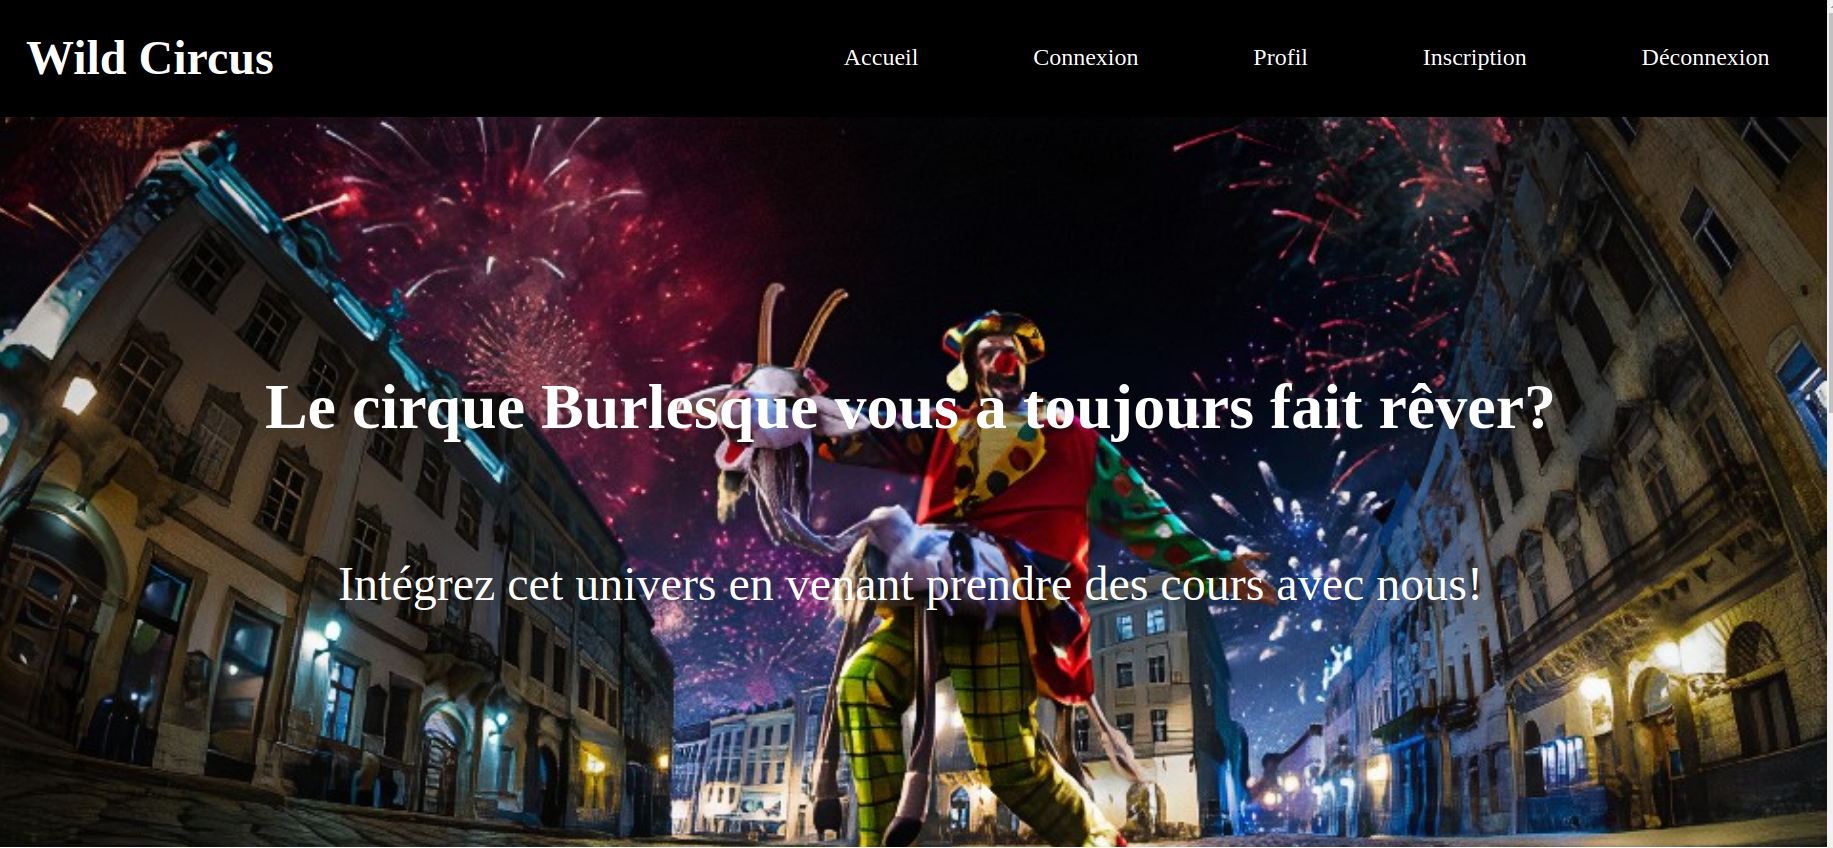 Wild Circus
Accueil Connexion Profil Inscription Déconnexion
Le cirque Burlesque vous a toujours fait rêver?
Intégrez cet univers en venant prendre des cours avec nous!